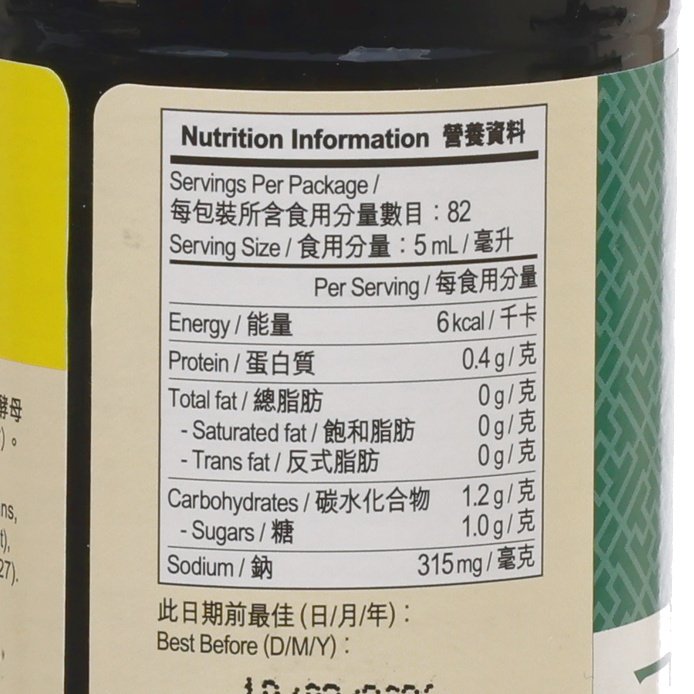 Nutrition Information 營養資料
Servings Per Package /
每包裝所含食用分量數目：82
Serving Size / 食用分量：5 mL / 毫升
Per Serving / 每食用分量
Energy / 能量 6 kcal / 千卡
Protein / 蛋白質 0.4 g / 克
Total fat / 總脂肪 0 g / 克
- Saturated fat / 飽和脂肪 0 g / 克
- Trans fat / 反式脂肪 0 g / 克
Carbohydrates / 碳水化合物 1.2 g / 克
- Sugars / 糖 1.0 g / 克
Sodium / 鈉 315 mg / 毫克
此日期前最佳 (日/月/年)：
Best Before (D/M/Y)：
酵母
)。
ns,
t),
27).